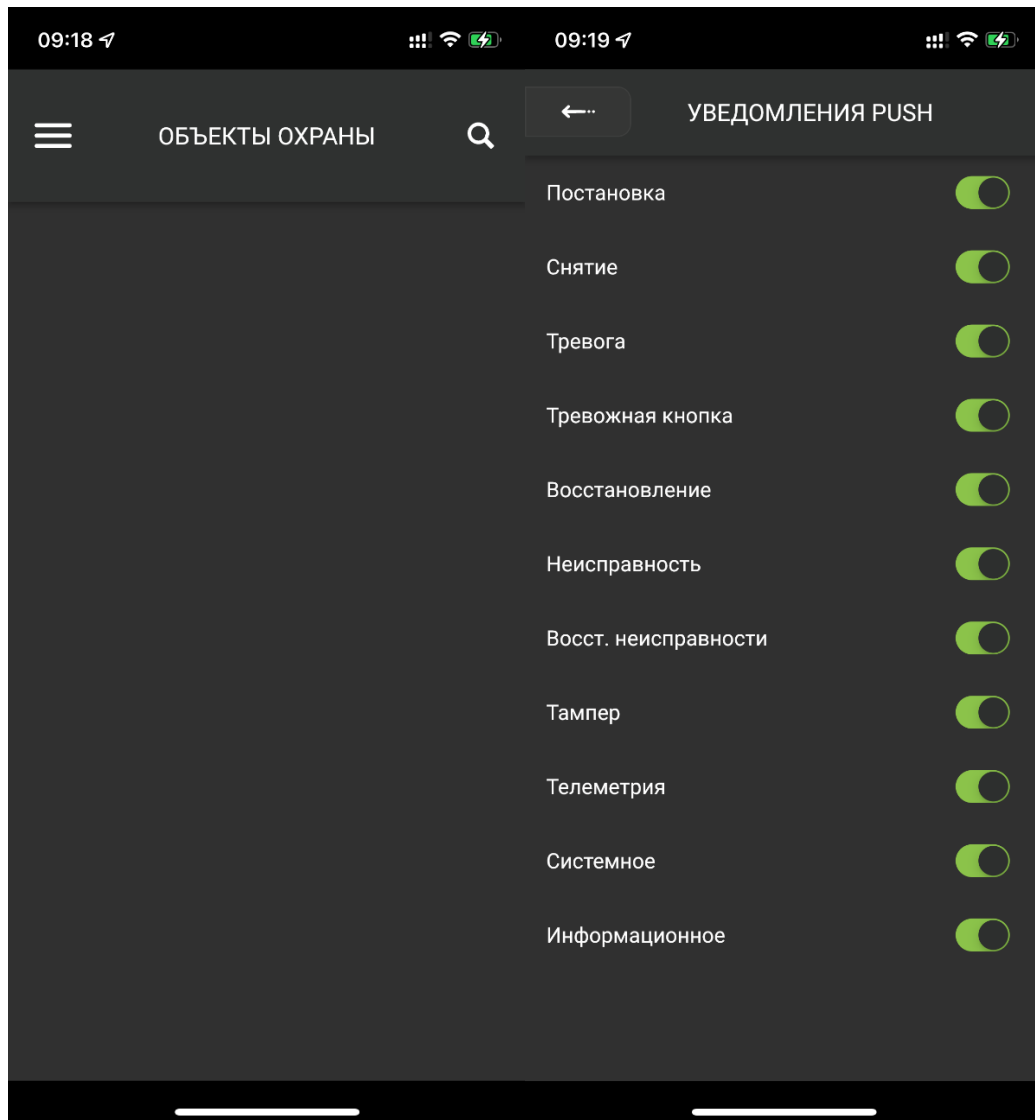 09:18
ОБЪЕКТЫ ОХРАНЫ
09:19
УВЕДОМЛЕНИЯ PUSH
Постановка
Снятие
Тревога
Тревожная кнопка
Восстановление
Неисправность
Восст. неисправности
Тампер
Телеметрия
Системное
Информационное